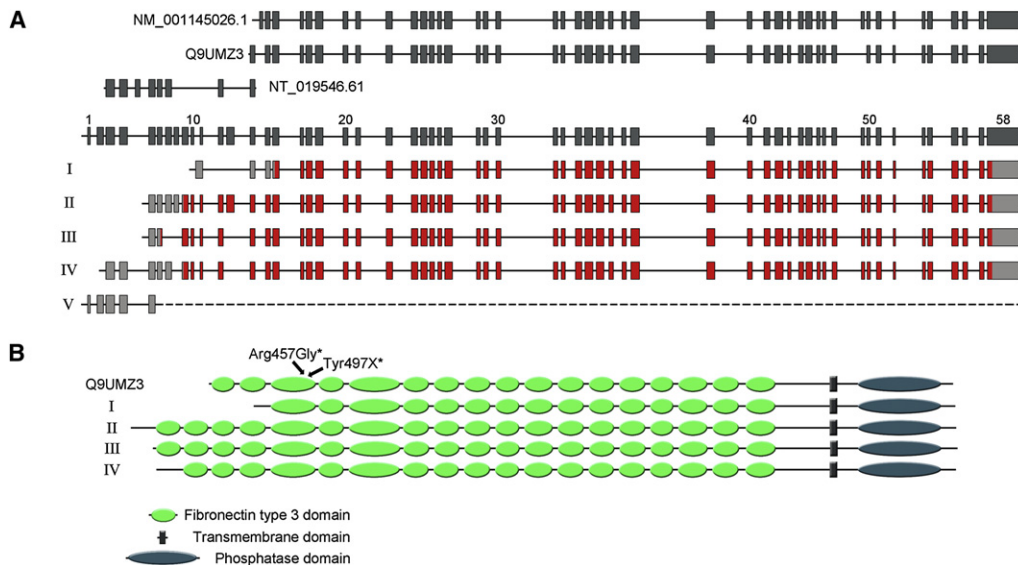 A
NM_001145026.1
Q9UMZ3
NT_019546.61
1 10 20 30 40 50 58
I
II
III
IV
V
B
Arg457Gly*
Tyr497X*
Q9UMZ3
I
II
III
IV
Fibronectin type 3 domain
Transmembrane domain
Phosphatase domain